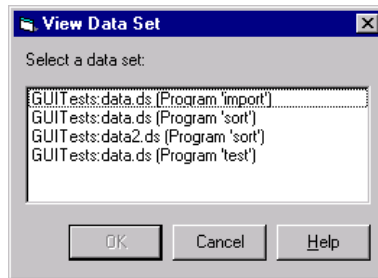 View Data Set
Select a data set:
GUITests:data.ds (Program 'import')
GUITests:data.ds (Program 'sort')
GUITests:data2.ds (Program 'sort')
GUITests:data.ds (Program 'test')
OK Cancel Help